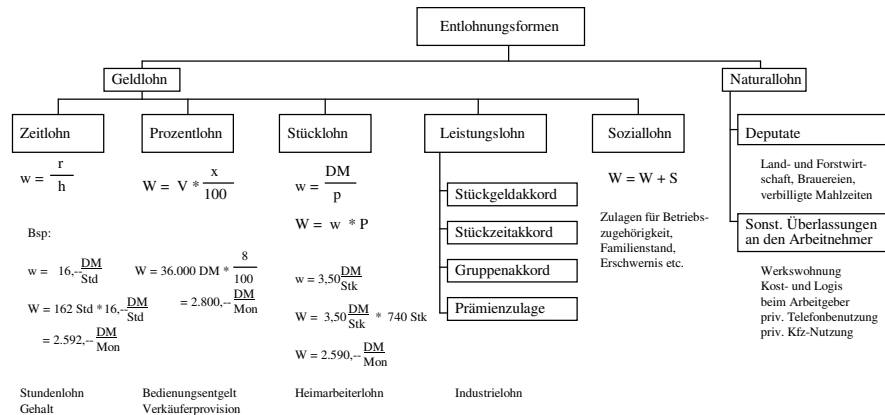 Entlohnungsformen
Geldlohn
Naturallohn
Zeitlohn
w = r/h
Bsp:
w = 16,-- DM/Std
W = 162 Std * 16,-- DM/Std
= 2.592,-- DM/Mon
Stundenlohn
Gehalt
Prozentlohn
W = V * x/100
W = 36.000 DM * 8/100
= 2.800,-- DM/Mon
Bedienungsentgelt
Verkäuferprovision
Stücklohn
w = DM/p
W = w * P
w = 3,50 DM/Stk
W = 3,50 DM/Stk * 740 Stk
W = 2.590,-- DM/Mon
Heimarbeiterlohn
Leistungslohn
Stückgeldakkord
Stückzeitakkord
Gruppenakkord
Prämienzulage
Industrielohn
Soziallohn
W = W + S
Zulagen für Betriebs-
zugehörigkeit,
Familienstand,
Erschwernis etc.
Deputate
Land- und Forstwirt-
schaft, Brauereien,
verbilligte Mahlzeiten
Sonst. Überlassungen
an den Arbeitnehmer
Werkswohnung
Kost- und Logis
beim Arbeitgeber
priv. Telefonbenutzung
priv. Kfz-Nutzung